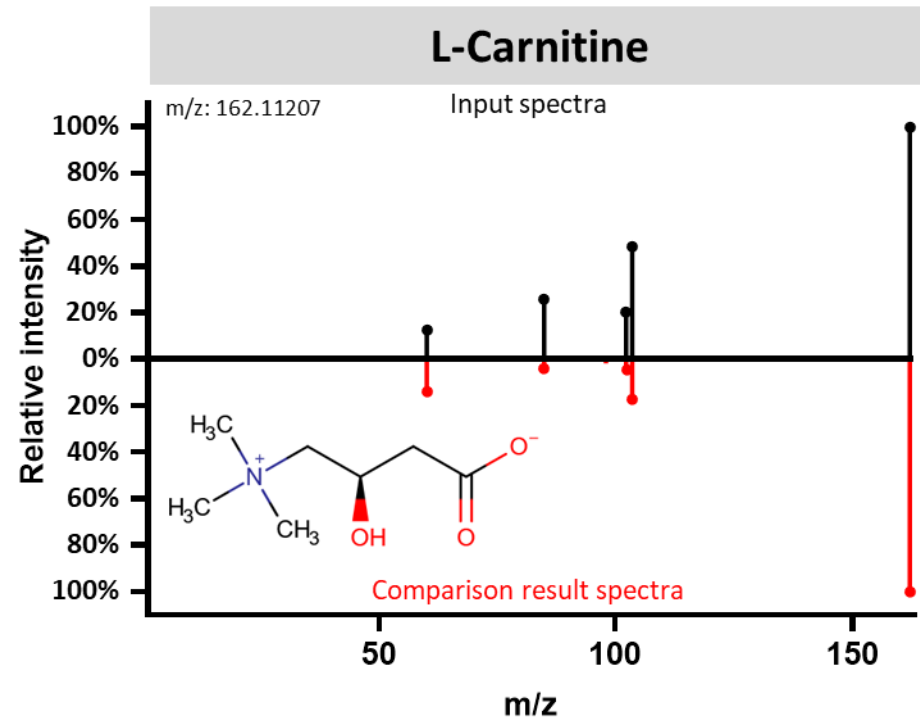 L-Carnitine
m/z: 162.11207
Input spectra
Relative intensity
100%
80%
60%
40%
20%
0%
20%
40%
60%
80%
100%
H₃C
N⁺
H₃C
CH₃
OH
O⁻
O
Comparison result spectra
50
100
150
m/z